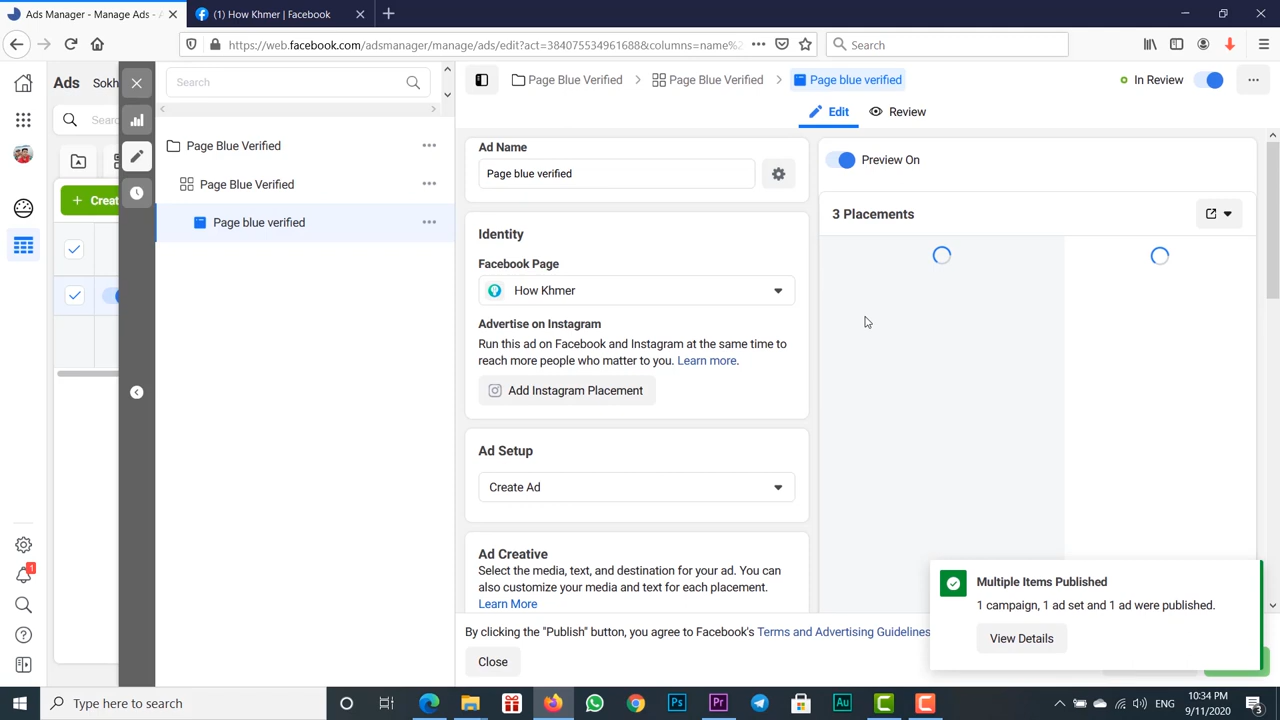 Ads Manager - Manage Ads -
(1) How Khmer | Facebook
https://web.facebook.com/adsmanager/manage/ads/edit?act=384075534961688&columns=name%
Search
Ads
Sokh
Search
Page Blue Verified
Page Blue Verified
Page blue verified
In Review
Edit
Review
Sear
Creat
Page Blue Verified
Page Blue Verified
Page blue verified
Ad Name
Page blue verified
Identity
Facebook Page
How Khmer
Advertise on Instagram
Run this ad on Facebook and Instagram at the same time to
reach more people who matter to you. Learn more.
Add Instagram Placement
Ad Setup
Create Ad
Ad Creative
Select the media, text, and destination for your ad. You can
also customize your media and text for each placement.
Learn More
Preview On
3 Placements
Multiple Items Published
1 campaign, 1 ad set and 1 ad were published.
View Details
By clicking the "Publish" button, you agree to Facebook's Terms and Advertising Guidelines
Close
1
Type here to search
Ps
Pr
Au
ENG
10:34 PM
9/11/2020
3